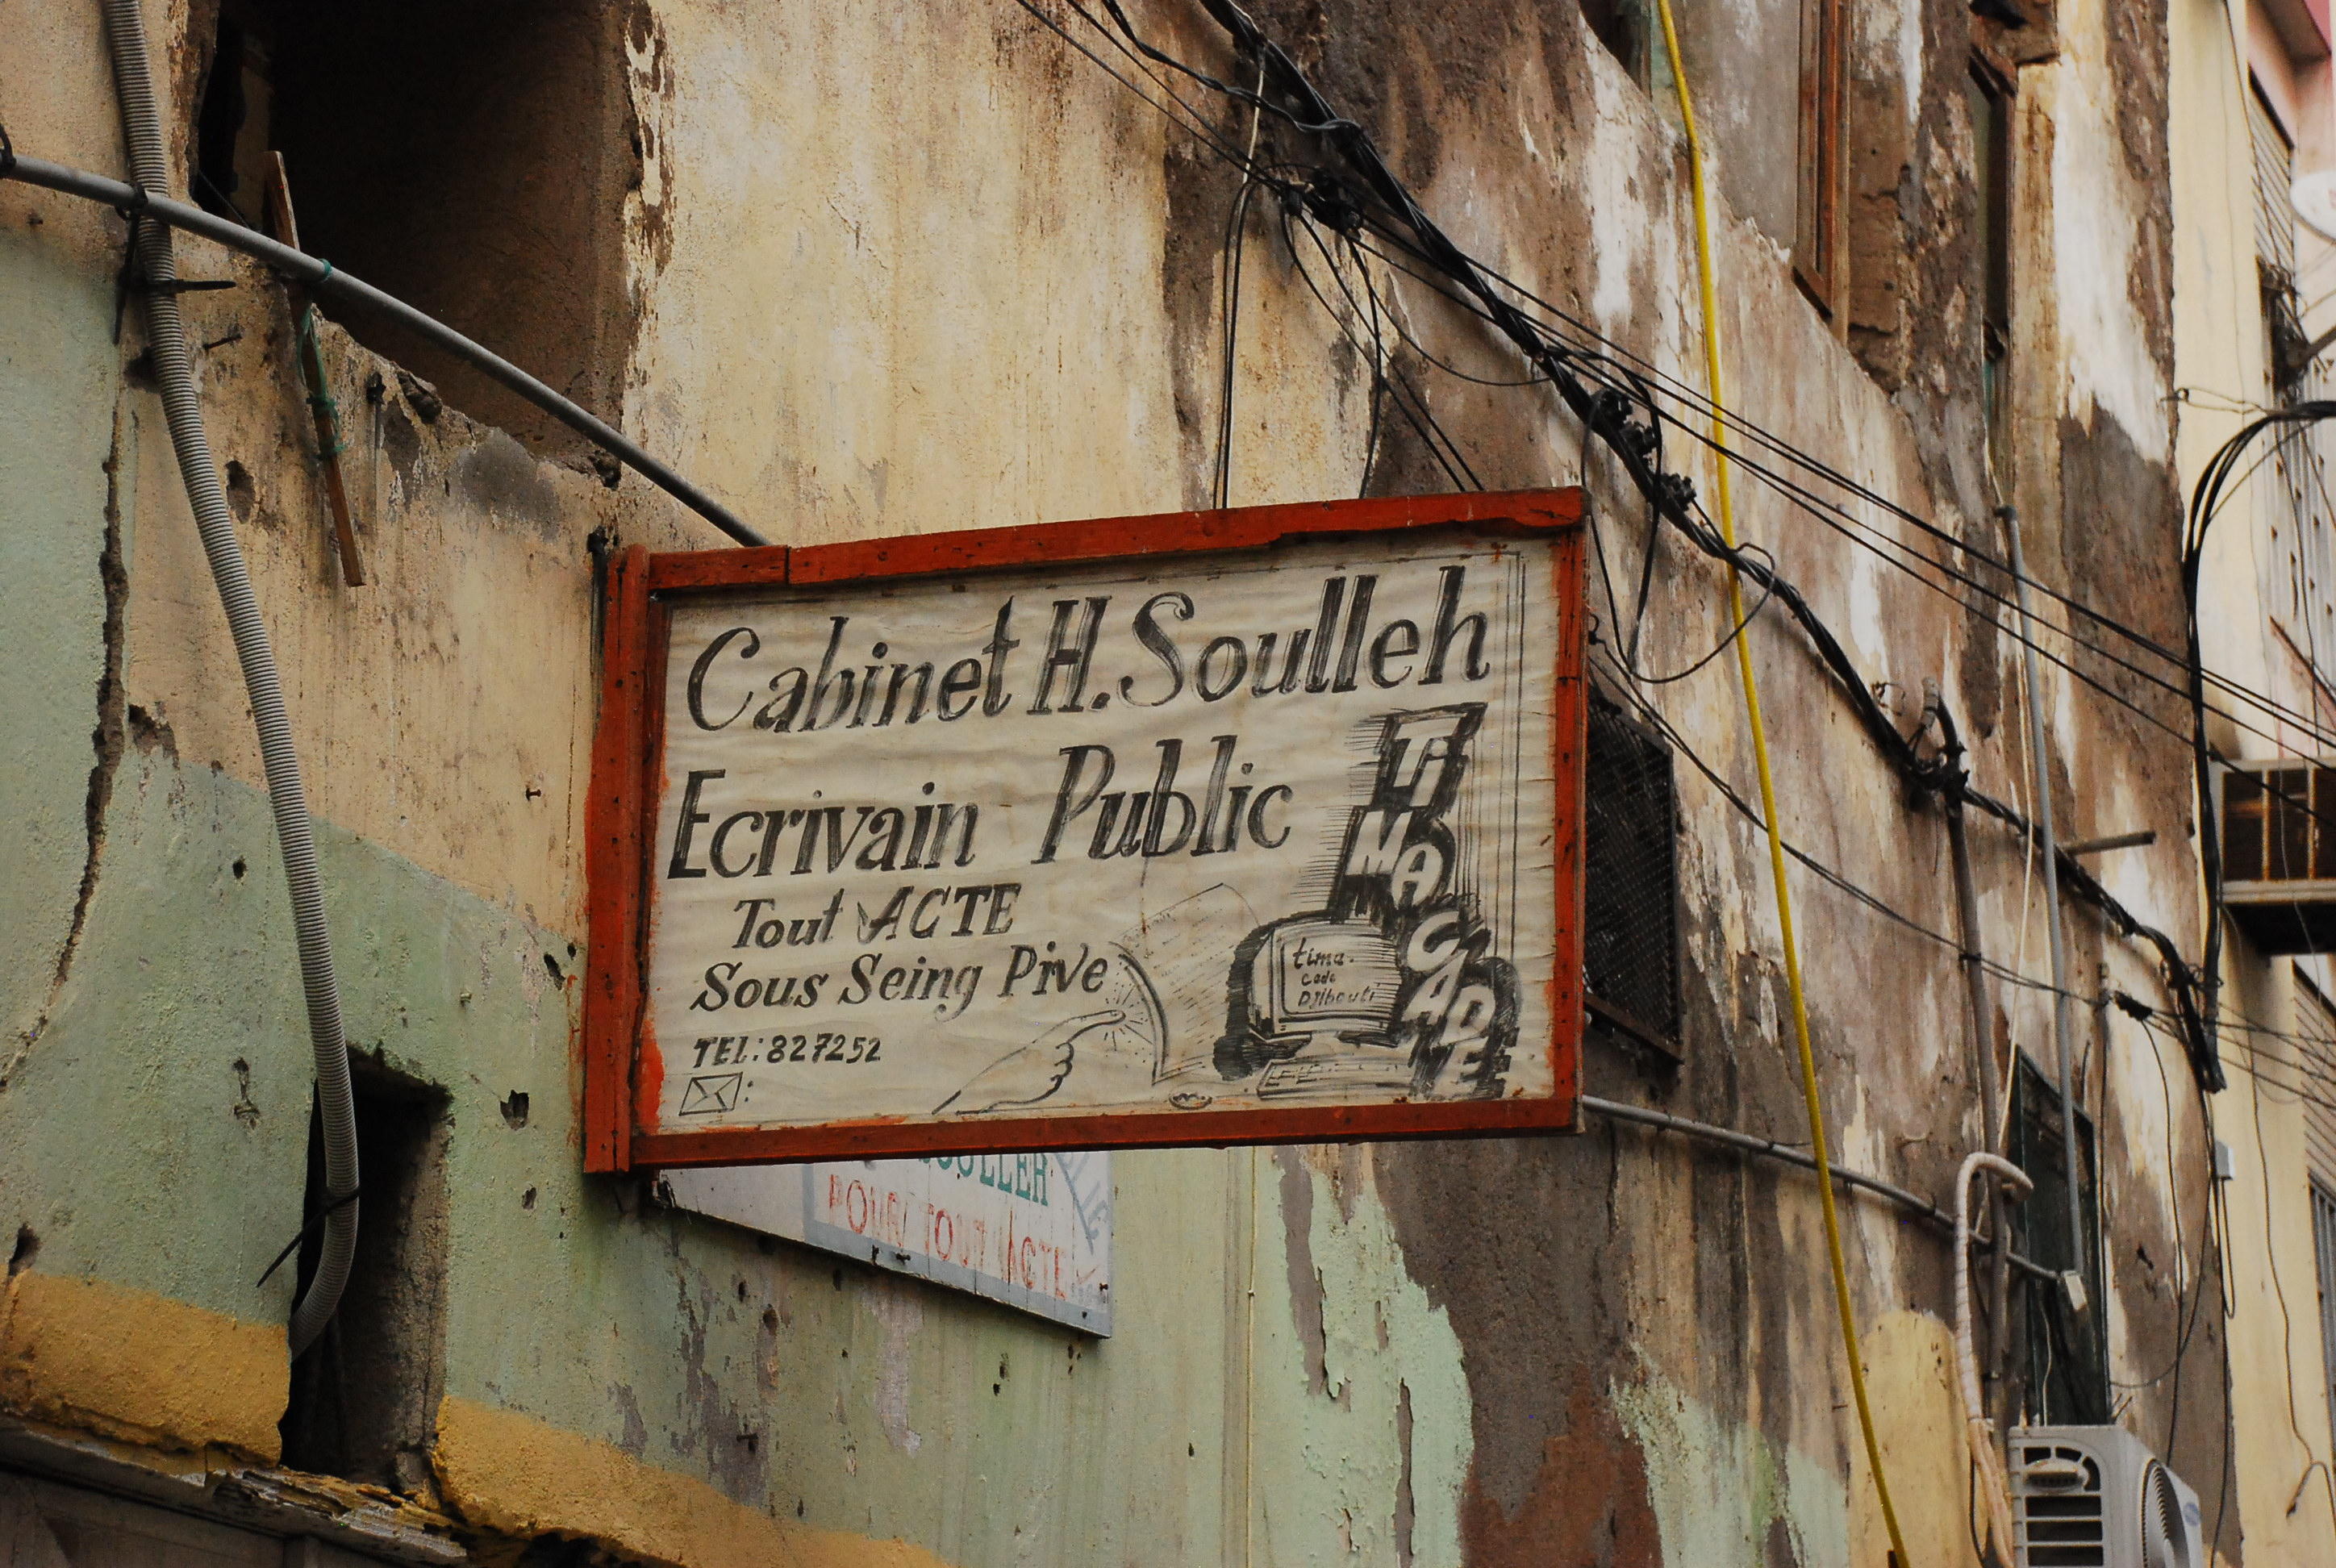 Cabinet H. Soulleh
Ecrivain Public
Tout ACTE
Sous Seing Pive
TEL: 827252
TiMACADE
tima.
cade
Djibouti
SOULLEH
POUR TOUT ACTE